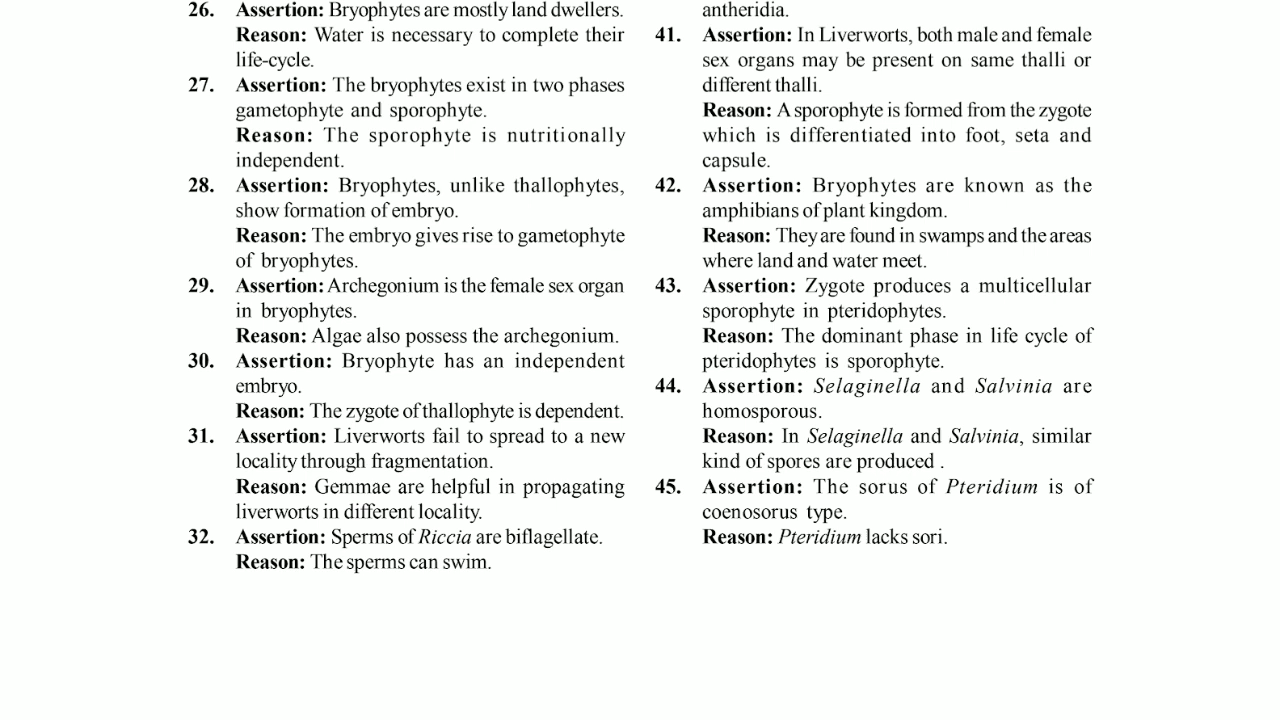 26. Assertion: Bryophytes are mostly land dwellers.
Reason: Water is necessary to complete their
life-cycle.
27. Assertion: The bryophytes exist in two phases
gametophyte and sporophyte.
Reason: The sporophyte is nutritionally
independent.
28. Assertion: Bryophytes, unlike thallophytes,
show formation of embryo.
Reason: The embryo gives rise to gametophyte
of bryophytes.
29. Assertion: Archegonium is the female sex organ
in bryophytes.
Reason: Algae also possess the archegonium.
30. Assertion: Bryophyte has an independent
embryo.
Reason: The zygote of thallophyte is dependent.
31. Assertion: Liverworts fail to spread to a new
locality through fragmentation.
Reason: Gemmae are helpful in propagating
liverworts in different locality.
32. Assertion: Sperms of Riccia are biflagellate.
Reason: The sperms can swim.
antheridia.
41. Assertion: In Liverworts, both male and female
sex organs may be present on same thalli or
different thalli.
Reason: A sporophyte is formed from the zygote
which is differentiated into foot, seta and
capsule.
42. Assertion: Bryophytes are known as the
amphibians of plant kingdom.
Reason: They are found in swamps and the areas
where land and water meet.
43. Assertion: Zygote produces a multicellular
sporophyte in pteridophytes.
Reason: The dominant phase in life cycle of
pteridophytes is sporophyte.
44. Assertion: Selaginella and Salvinia are
homosporous.
Reason: In Selaginella and Salvinia, similar
kind of spores are produced .
45. Assertion: The sorus of Pteridium is of
coenosorus type.
Reason: Pteridium lacks sori.